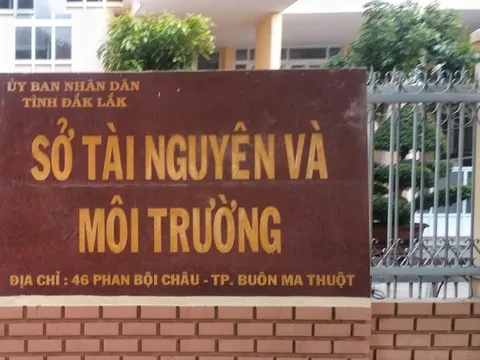 ỦY BAN NHÂN DÂN
TỈNH ĐẮK LẮK
SỞ TÀI NGUYÊN VÀ
MÔI TRƯỜNG
ĐỊA CHỈ : 46 PHAN BỘI CHÂU - TP. BUÔN MA THUỘT